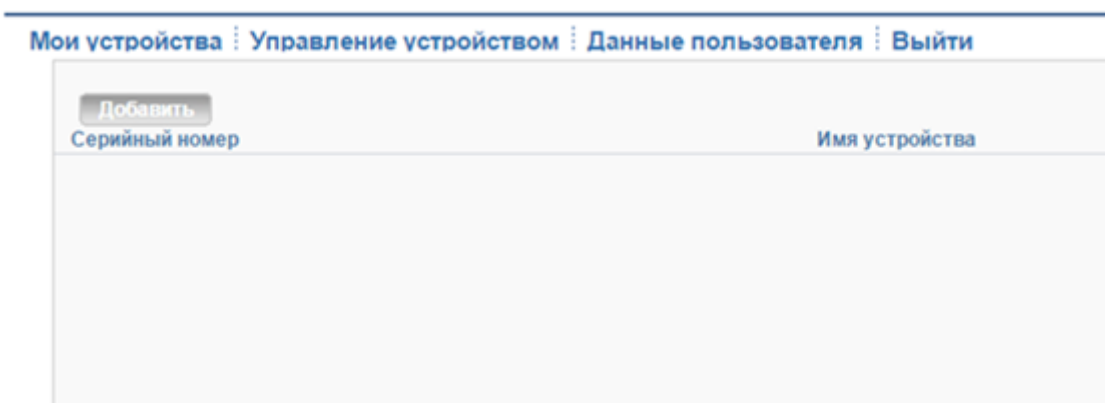 Мои устройства Управление устройством Данные пользователя Выйти
Добавить
Серийный номер Имя устройства